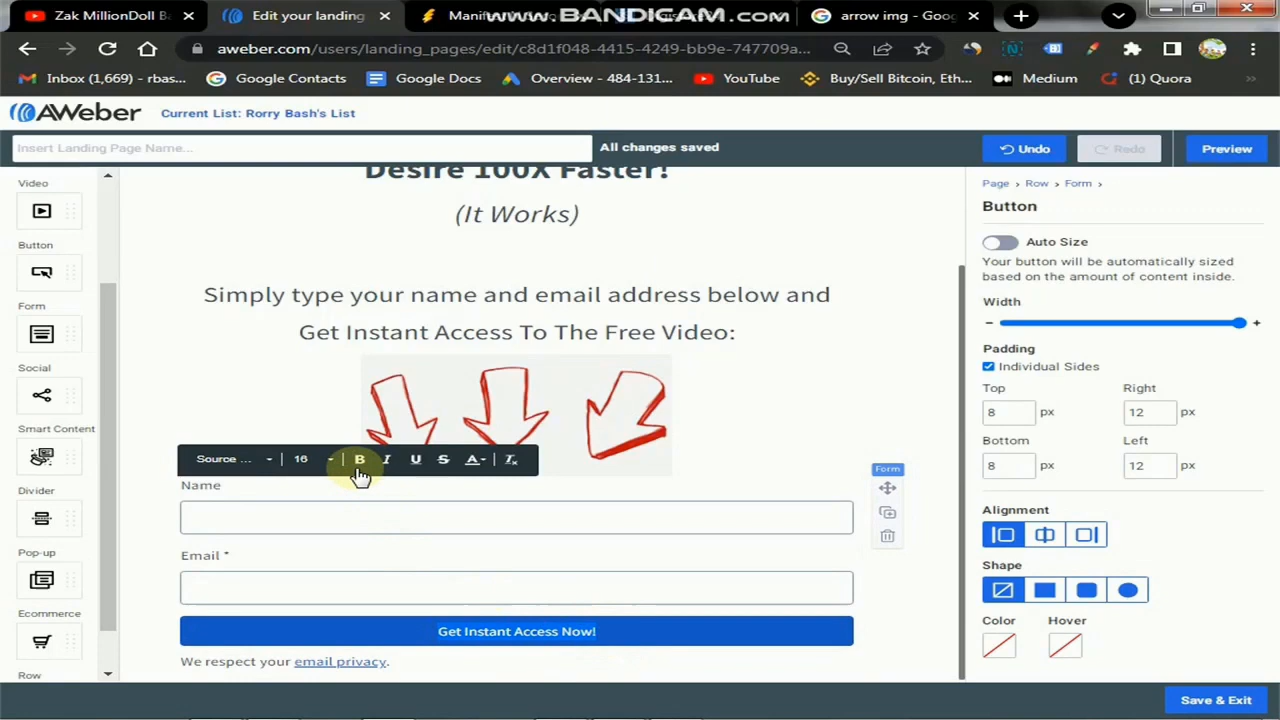 Zak MillionDoll Ba
Edit your landing
Manif
arrow img - Goo
www.BANDICAM.com
aweber.com/users/landing_pages/edit/c8d1f048-4415-4249-bb9e-747709a...
Inbox (1,669) - rbas...
Google Contacts
Google Docs
Overview - 484-131...
YouTube
Buy/Sell Bitcoin, Eth...
Medium
(1) Quora
AWeber
Current List: Rorry Bash's List
Insert Landing Page Name...
All changes saved
Undo
Redo
Preview
Video
Button
Form
Social
Smart Content
Divider
Pop-up
Ecommerce
Row
Desire 100X Faster!
(It Works)
Simply type your name and email address below and
Get Instant Access To The Free Video:
Source ... 16 B I U S A Tx
Name
Email *
Get Instant Access Now!
We respect your email privacy.
Form
Page > Row > Form >
Button
Auto Size
Your button will be automatically sized
based on the amount of content inside.
Width
Padding
Individual Sides
Top Right
8 px 12 px
Bottom Left
8 px 12 px
Alignment
Shape
Color Hover
Save & Exit